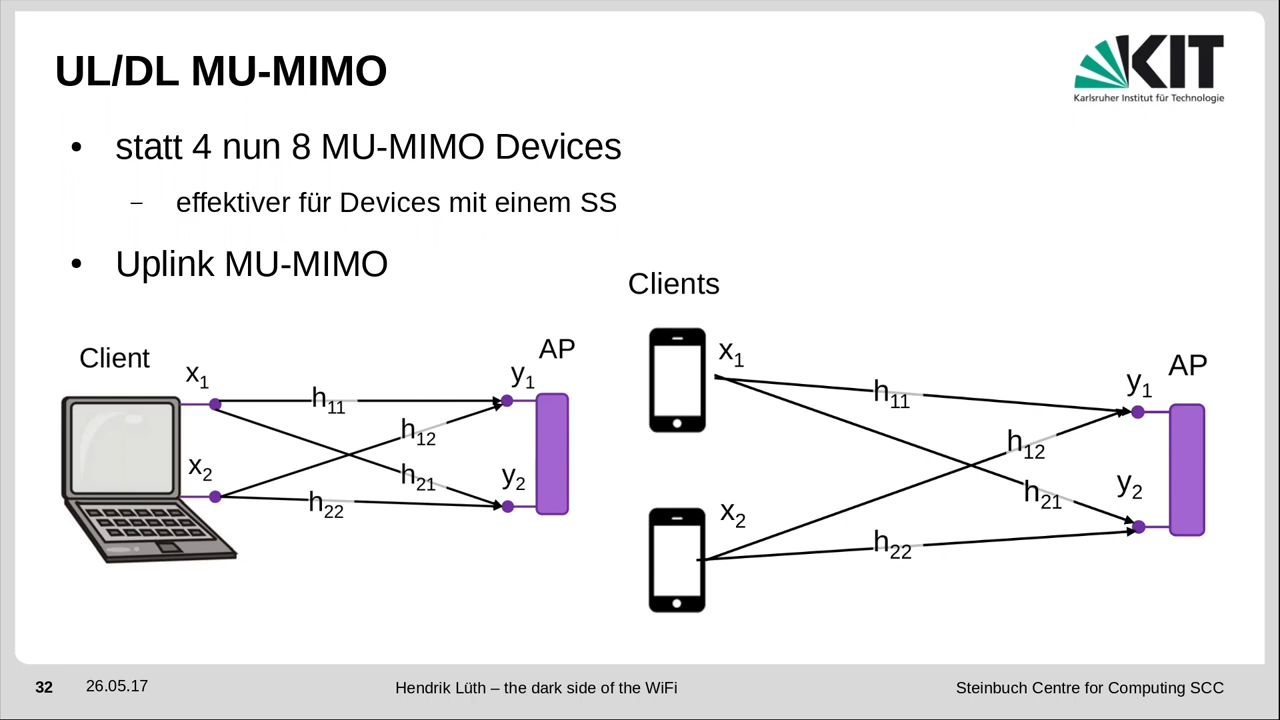 UL/DL MU-MIMO
KIT
Karlsruher Institut für Technologie
• statt 4 nun 8 MU-MIMO Devices
– effektiver für Devices mit einem SS
• Uplink MU-MIMO
Client
AP
x₁
y₁
h₁₁
h₁₂
x₂
h₂₁
y₂
h₂₂
Clients
x₁
AP
y₁
h₁₁
h₁₂
h₂₁
y₂
x₂
h₂₂
32 26.05.17 Hendrik Lüth – the dark side of the WiFi Steinbuch Centre for Computing SCC